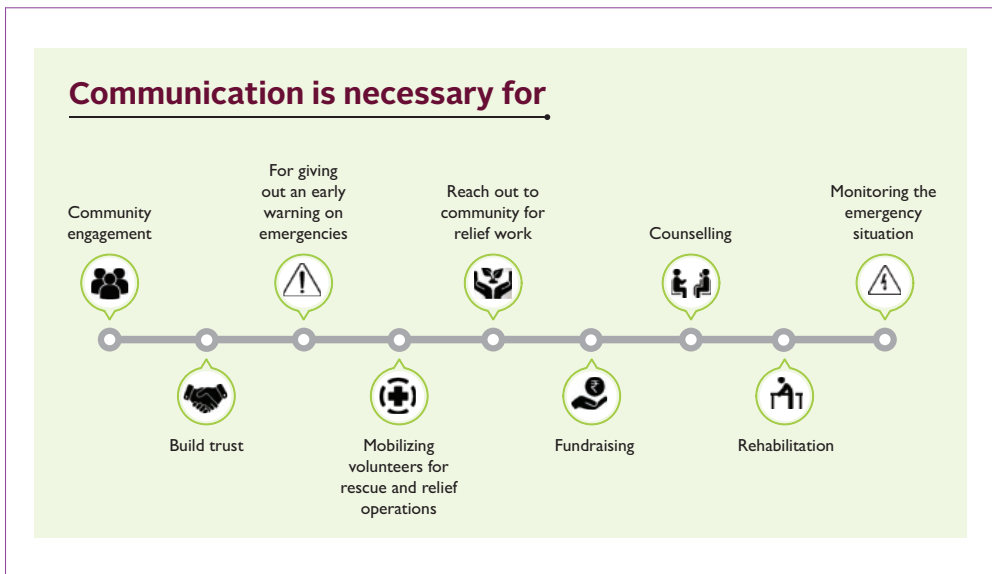 Communication is necessary for
Community
engagement
Build trust
For giving
out an early
warning on
emergencies
Mobilizing
volunteers for
rescue and relief
operations
Reach out to
community for
relief work
₹
Fundraising
Counselling
Rehabilitation
Monitoring the
emergency
situation